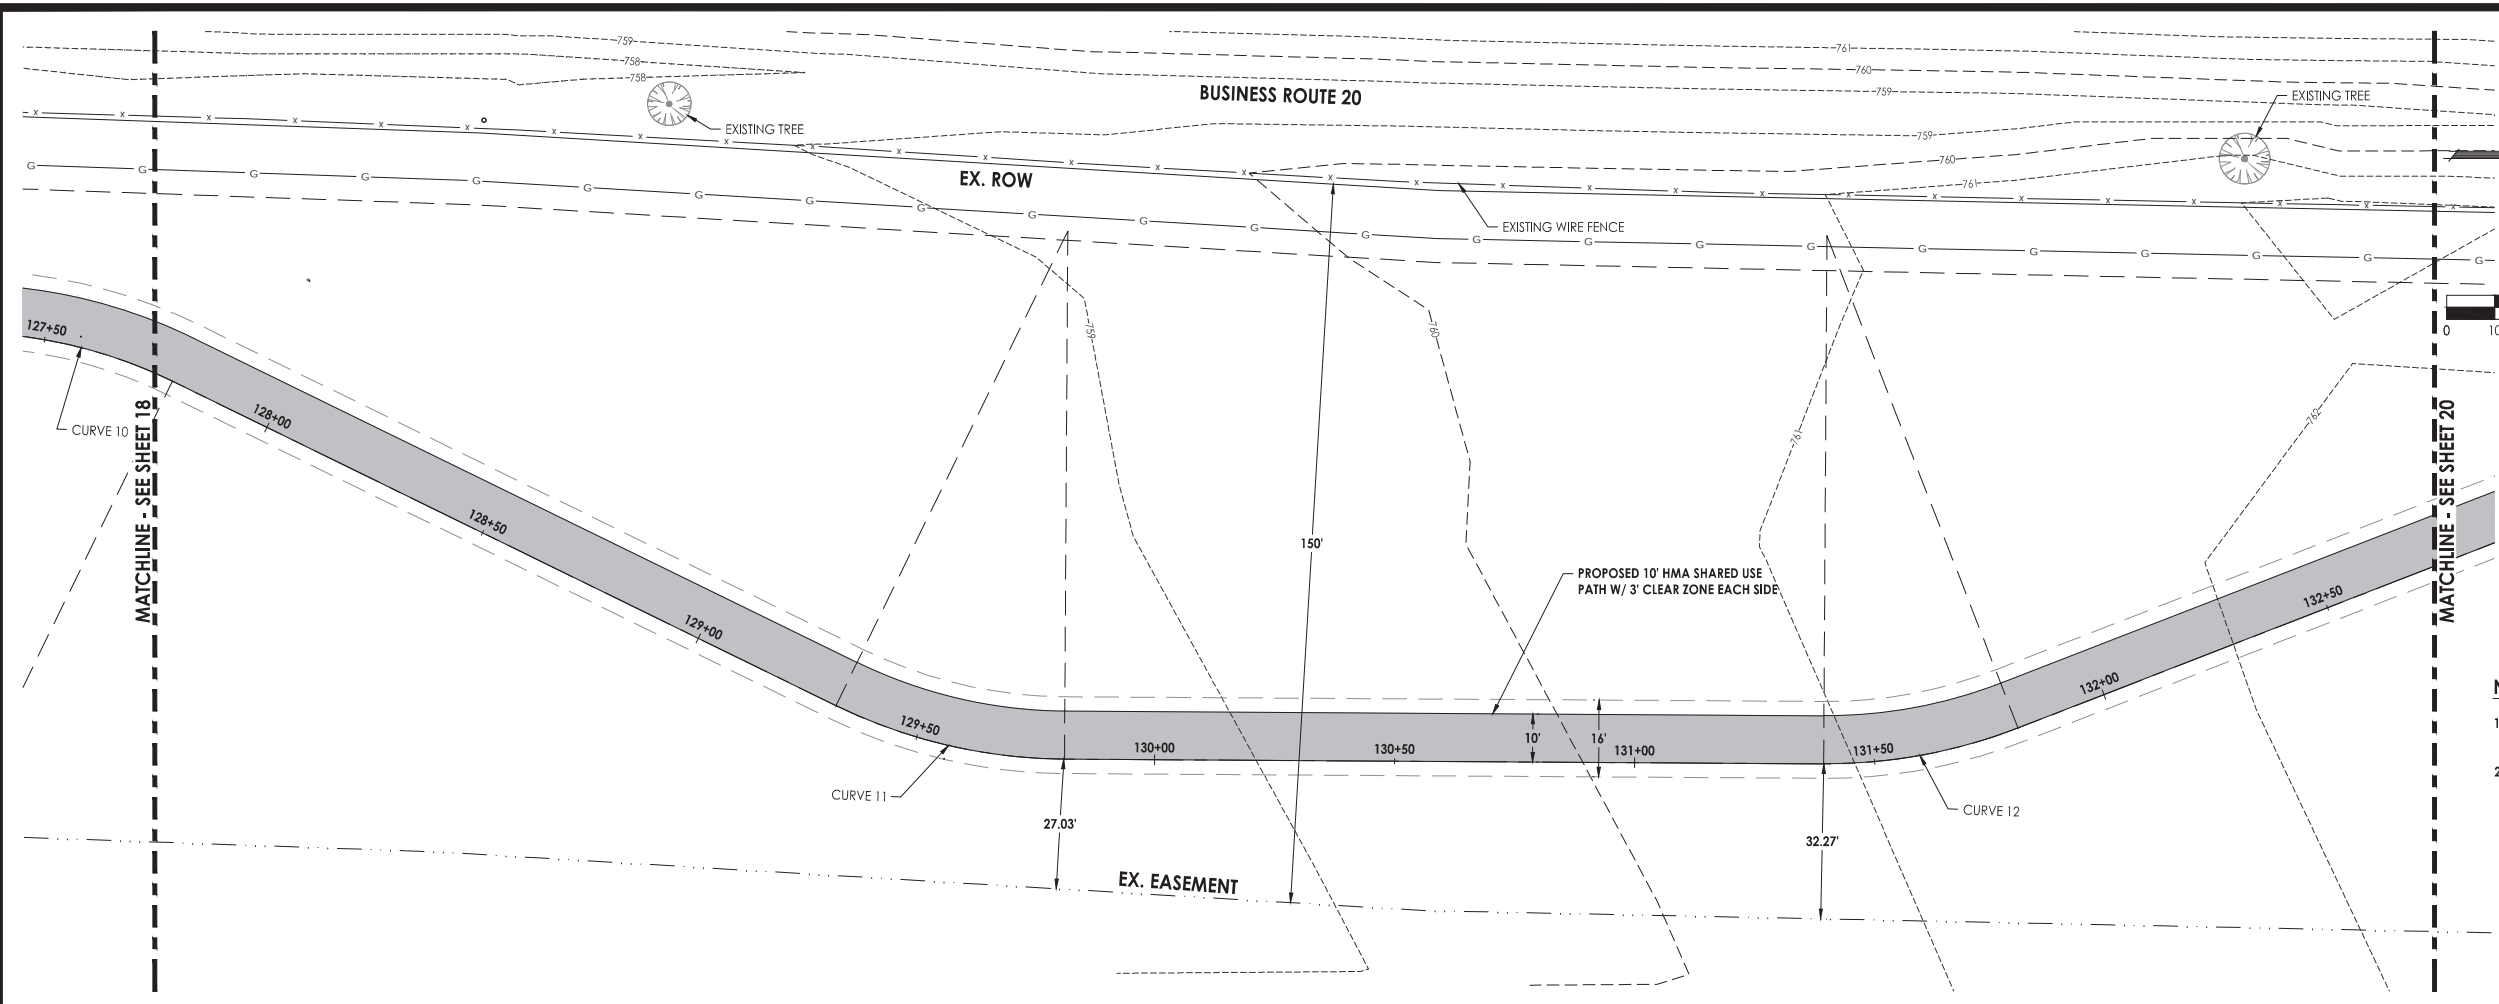 759
758
758
761
760
759
BUSINESS ROUTE 20
EXISTING TREE
EXISTING TREE
759
760
761
x x x x x x x x x x x x x x x x x x x x x x x x x x x x x
EX. ROW
G G G G G G G G G G G G G G G G G G G G G G G
EXISTING WIRE FENCE
0 10
127+50
CURVE 10
MATCHLINE - SEE SHEET 18
128+00
128+50
129+00
129+50
CURVE 11
759
760
761
762
150'
PROPOSED 10' HMA SHARED USE
PATH W/ 3' CLEAR ZONE EACH SIDE
130+00
130+50
10'
16'
131+00
131+50
CURVE 12
132+00
132+50
MATCHLINE - SEE SHEET 20
27.03'
32.27'
EX. EASEMENT
1
2